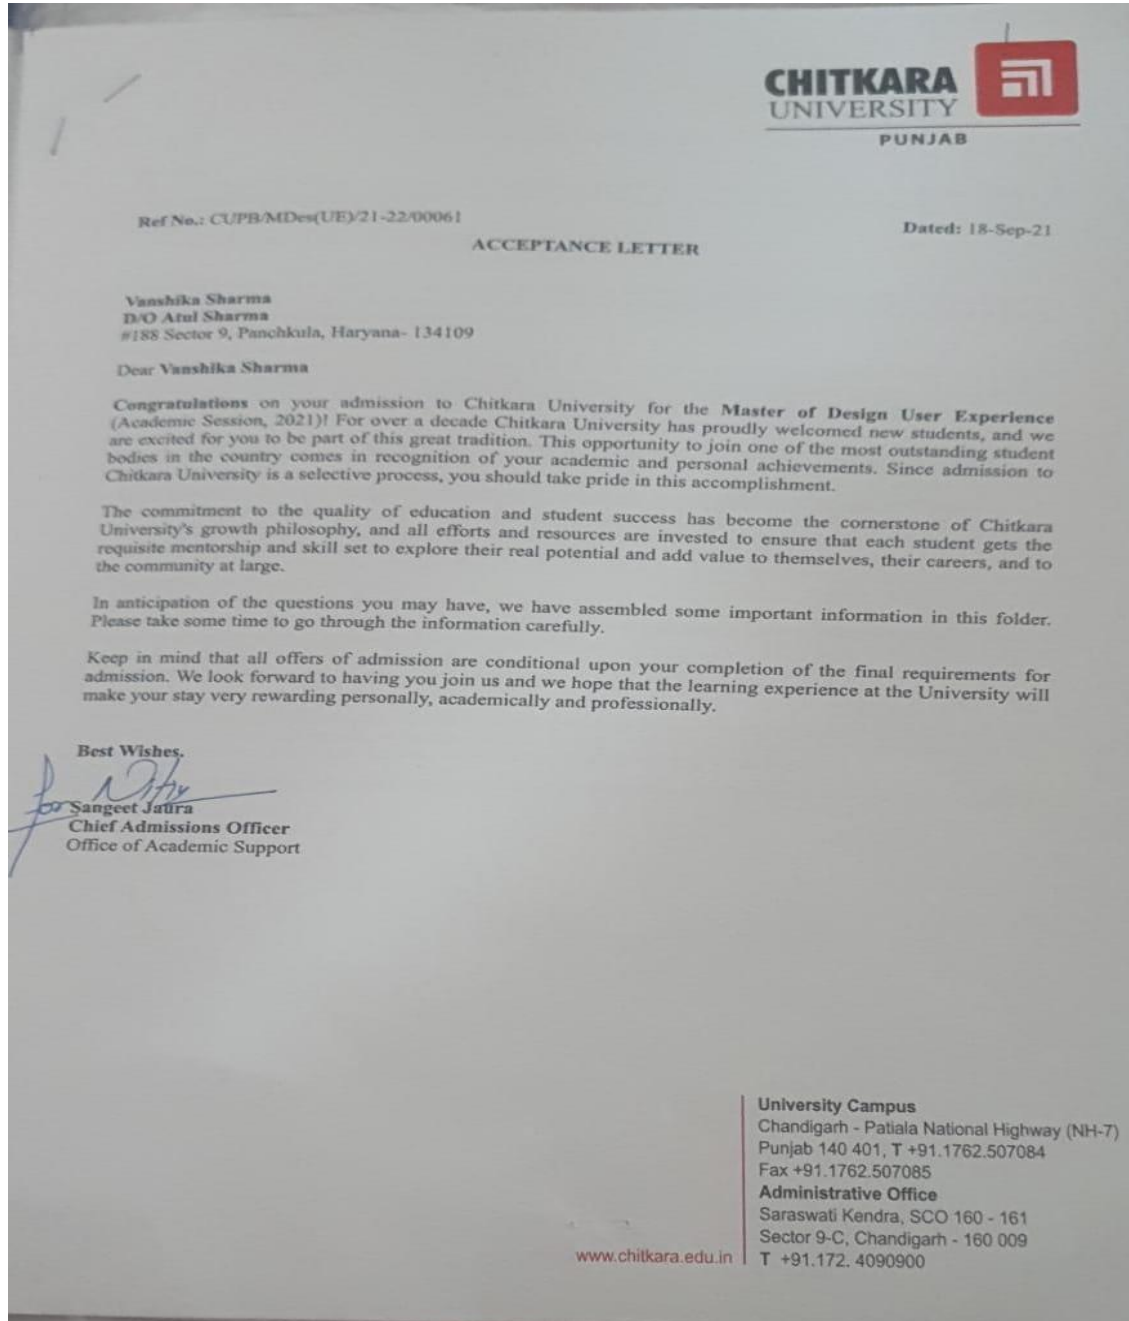 CHITKARA
UNIVERSITY
PUNJAB
Ref No.: CUPB/MDes(UE)/21-22/00061
Dated: 18-Sep-21
ACCEPTANCE LETTER
Vanshika Sharma
D/O Atul Sharma
#188 Sector 9, Panchkula, Haryana- 134109
Dear Vanshika Sharma
Congratulations on your admission to Chitkara University for the Master of Design User Experience
(Academic Session, 2021)! For over a decade Chitkara University has proudly welcomed new students, and we
are excited for you to be part of this great tradition. This opportunity to join one of the most outstanding student
bodies in the country comes in recognition of your academic and personal achievements. Since admission to
Chitkara University is a selective process, you should take pride in this accomplishment.
The commitment to the quality of education and student success has become the cornerstone of Chitkara
University's growth philosophy, and all efforts and resources are invested to ensure that each student gets the
requisite mentorship and skill set to explore their real potential and add value to themselves, their careers, and to
the community at large.
In anticipation of the questions you may have, we have assembled some important information in this folder.
Please take some time to go through the information carefully.
Keep in mind that all offers of admission are conditional upon your completion of the final requirements for
admission. We look forward to having you join us and we hope that the learning experience at the University will
make your stay very rewarding personally, academically and professionally.
Best Wishes,
for Sangeet Jaura
Chief Admissions Officer
Office of Academic Support
University Campus
Chandigarh - Patiala National Highway (NH-7)
Punjab 140 401, T +91.1762.507084
Fax +91.1762.507085
Administrative Office
Saraswati Kendra, SCO 160 - 161
Sector 9-C, Chandigarh - 160 009
www.chitkara.edu.in T +91.172. 4090900